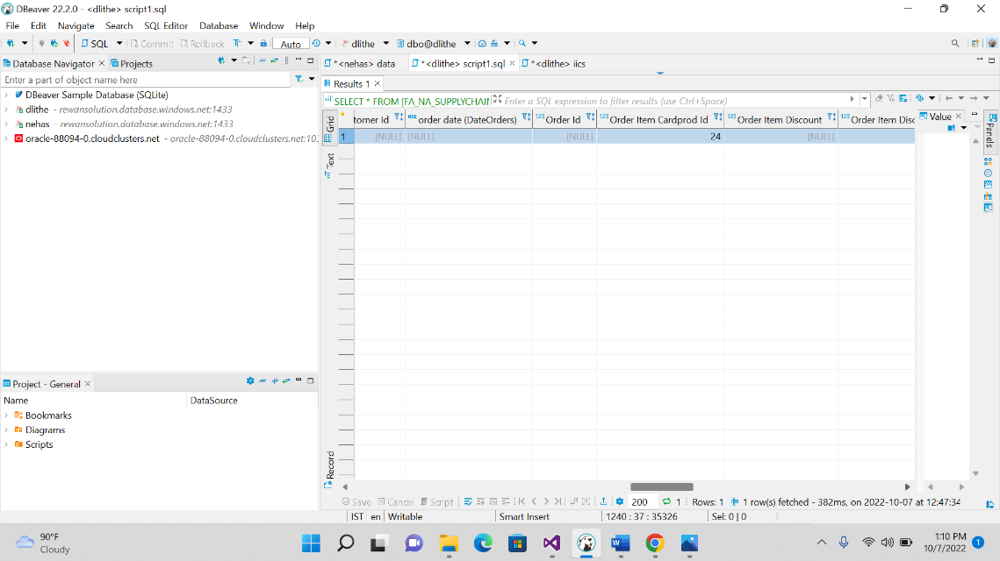 DBeaver 22.2.0 - <dlithe> script1.sql
File Edit Navigate Search SQL Editor Database Window Help
SQL Commit Rollback Auto dlithe dbo@dlithe
Database Navigator Projects
Enter a part of object name here
DBeaver Sample Database (SQLite)
dlithe - rewansolution.database.windows.net:1433
nehas - rewansolution.database.windows.net:1433
oracle-88094-0.cloudclusters.net - oracle-88094-0.cloudclusters.net:10...
Project - General
Name DataSource
Bookmarks
Diagrams
Scripts
*<nehas> data *<dlithe> script1.sql *<dlithe> iics
Results 1
SELECT * FROM [FA_NA_SUPPLYCHAIN Enter a SQL expression to filter results (use Ctrl+Space)
Grid
Text
Record
tomer Id ABC order date (DateOrders) 123 Order Id 123 Order Item Cardprod Id 123 Order Item Discount 123 Order Item Disc
1 [NULL] [NULL] [NULL] 24 [NULL]
Value
Panels
Save Cancel Script 200 1 Rows: 1 1 row(s) fetched - 382ms, on 2022-10-07 at 12:47:34
IST en Writable Smart Insert 1240 : 37 : 35326 Sel: 0 | 0
90°F
Cloudy
1:10 PM
10/7/2022 1